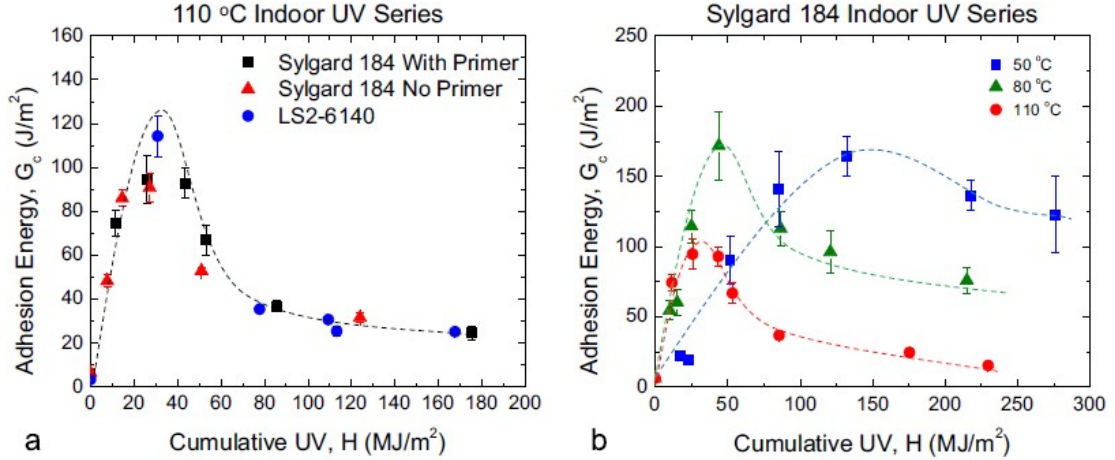 110 °C Indoor UV Series
160
140
120
100
80
60
40
20
0
Adhesion Energy, G_c (J/m²)
Sylgard 184 With Primer
Sylgard 184 No Primer
LS2-6140
0 20 40 60 80 100 120 140 160 180 200
Cumulative UV, H (MJ/m²)
a
Sylgard 184 Indoor UV Series
250
200
150
100
50
0
Adhesion Energy, G_c (J/m²)
50 °C
80 °C
110 °C
0 50 100 150 200 250 300
Cumulative UV, H (MJ/m²)
b